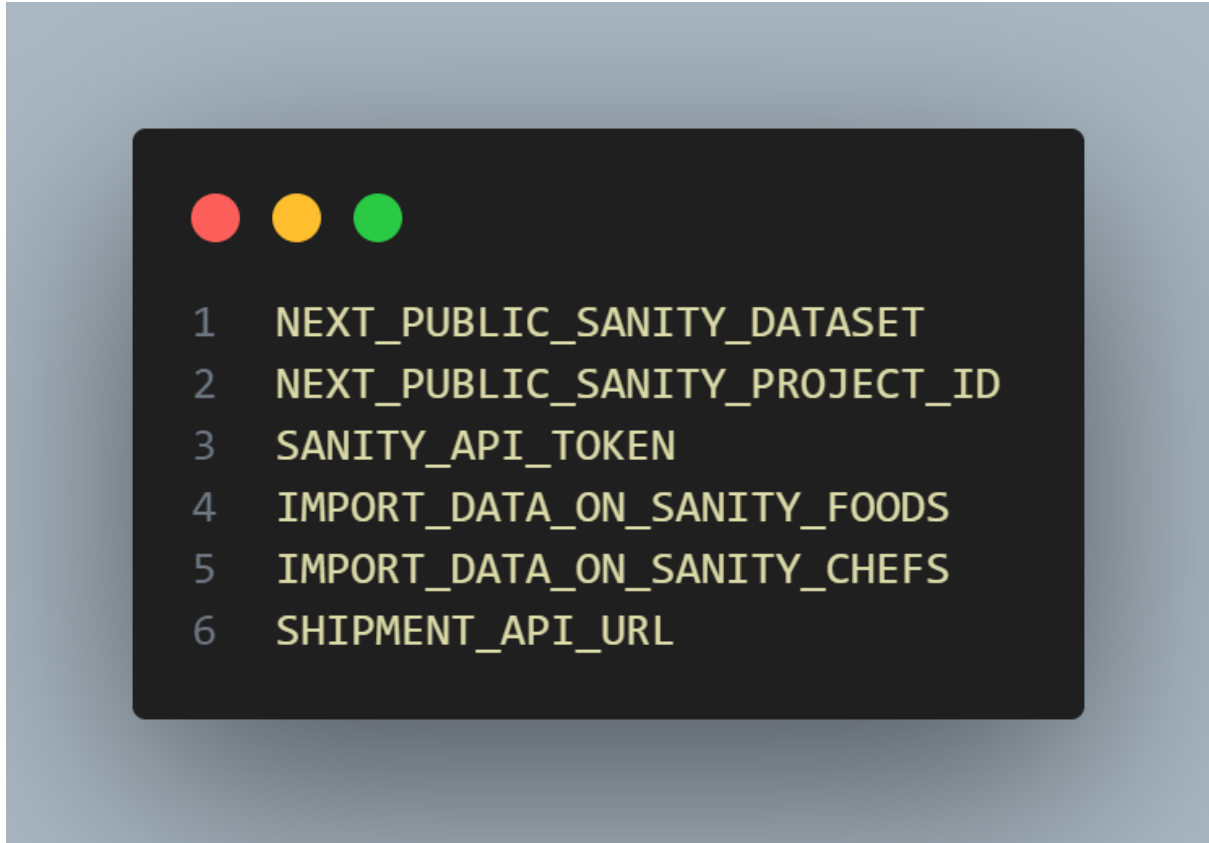 1 NEXT_PUBLIC_SANITY_DATASET
2 NEXT_PUBLIC_SANITY_PROJECT_ID
3 SANITY_API_TOKEN
4 IMPORT_DATA_ON_SANITY_FOODS
5 IMPORT_DATA_ON_SANITY_CHEFS
6 SHIPMENT_API_URL